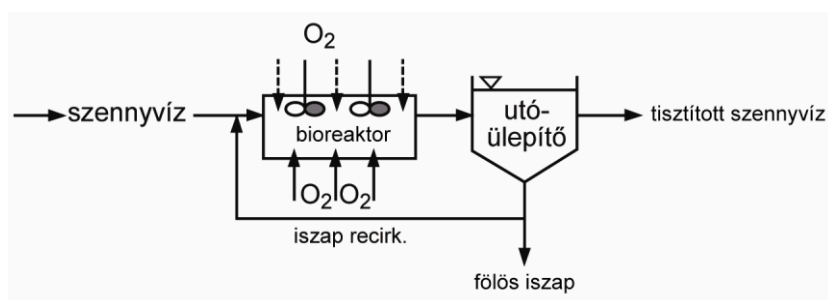 O2
szennyvíz
bioreaktor
utó-
ülepítő
tisztított szennyvíz
O2 O2
iszap recirk.
fölös iszap